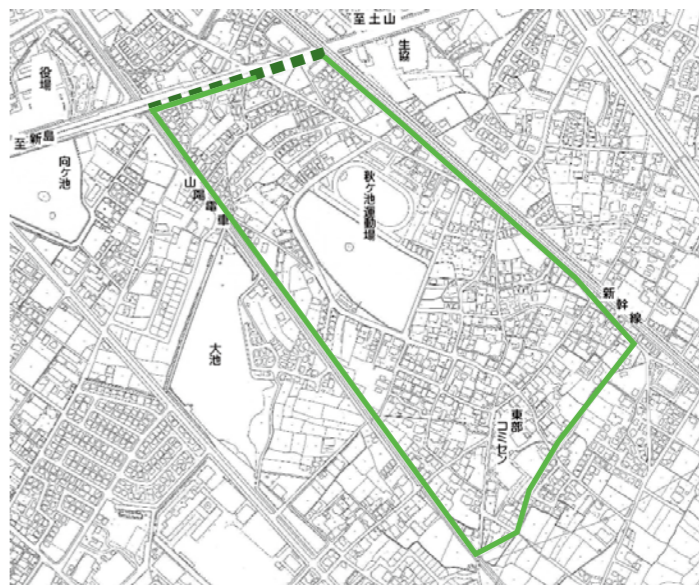 至土山
生協
役場
至新島
向ケ池
山陽電車
秋ケ池運動場
大池
新幹線
東部
コミセン